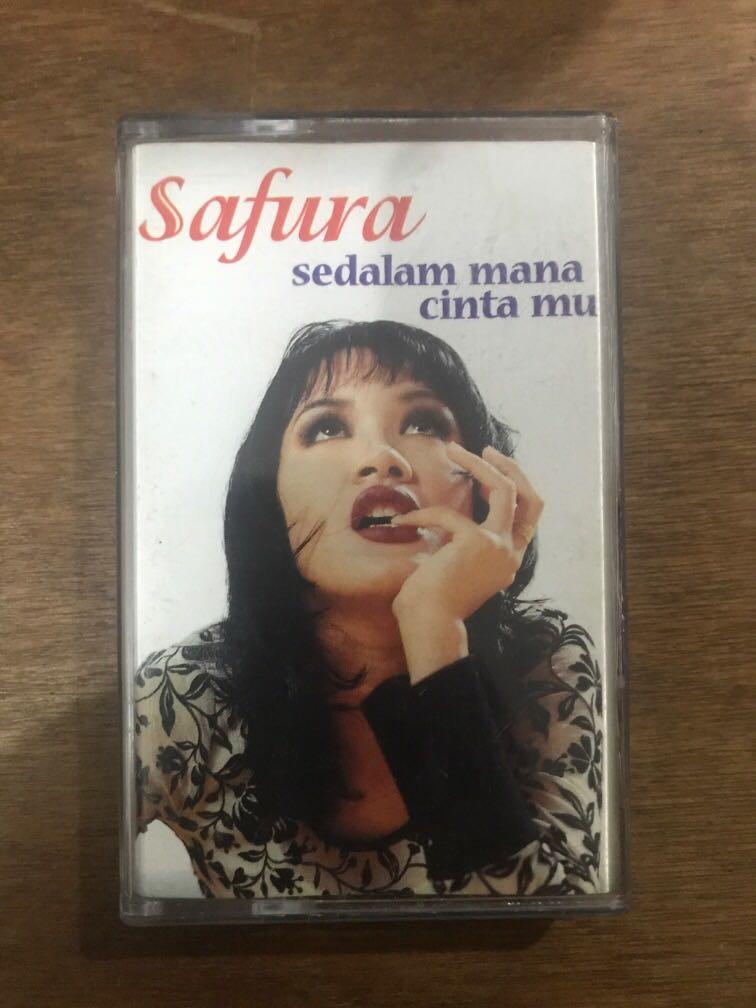 Safura
sedalam mana
cinta mu